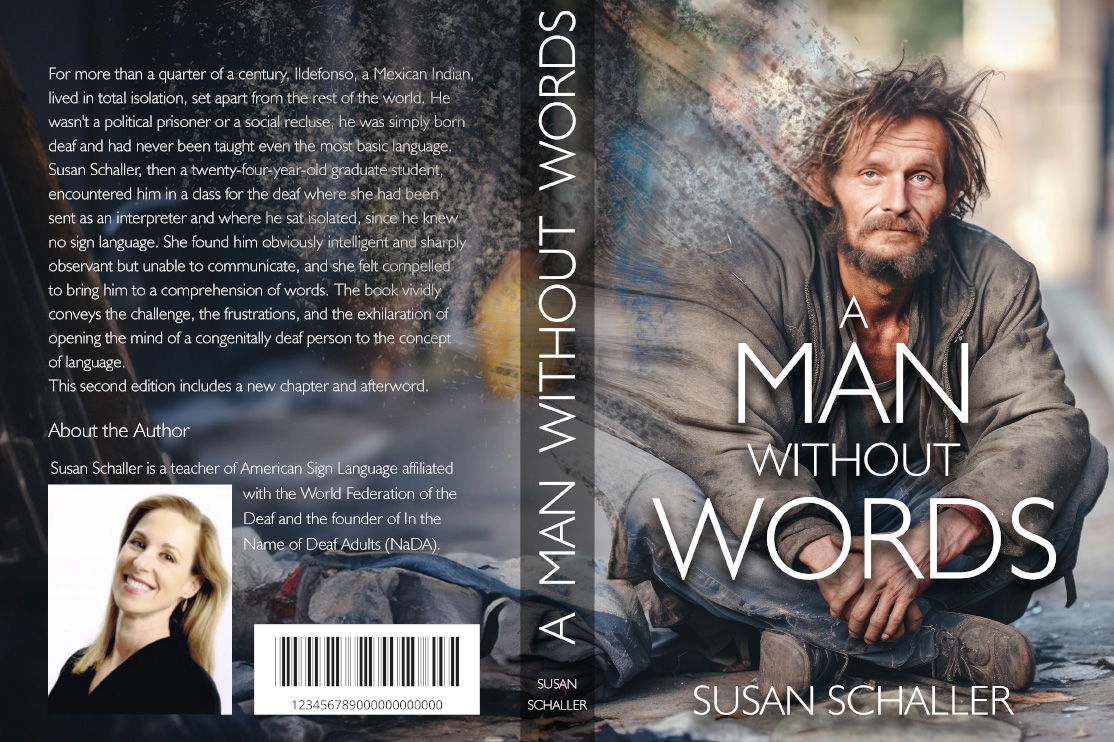 For more than a quarter of a century, Ildefonso, a Mexican Indian,
lived in total isolation, set apart from the rest of the world. He
wasn't a political prisoner or a social recluse, he was simply born
deaf and had never been taught even the most basic language.
Susan Schaller, then a twenty-four-year-old graduate student,
encountered him in a class for the deaf where she had been
sent as an interpreter and where he sat isolated, since he knew
no sign language. She found him obviously intelligent and sharply
observant but unable to communicate, and she felt compelled
to bring him to a comprehension of words. The book vividly
conveys the challenge, the frustrations, and the exhilaration of
opening the mind of a congenitally deaf person to the concept
of language.
This second edition includes a new chapter and afterword.
About the Author
Susan Schaller is a teacher of American Sign Language affiliated
with the World Federation of the
Deaf and the founder of In the
Name of Deaf Adults (NaDA).
123456789000000000000
A MAN WITHOUT WORDS
SUSAN
SCHALLER
A
MAN
WITHOUT
WORDS
SUSAN SCHALLER